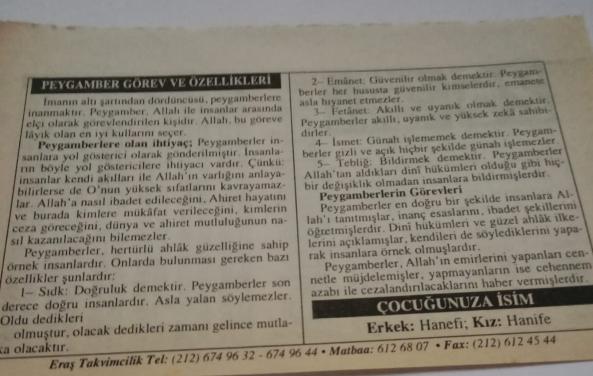 PEYGAMBER GÖREV VE ÖZELLİKLERİ
İmanın altı şartından dördüncüsü, peygamberlere
inanmaktır. Peygamber, Allah ile insanlar arasında
elçi olarak görevlendirilen kişidir. Allah, bu göreve
lâyık olan en iyi kullarını seçer.
Peygamberlere olan ihtiyaç; Peygamberler in-
sanlara yol gösterici olarak gönderilmiştir. İnsanla-
rın böyle yol göstericilere ihtiyacı vardır. Çünkü:
insanlar kendi akılları ile Allah'ın varlığını anlaya-
bilirlerse de O'nun yüksek sıfatlarını kavrayamaz-
lar. Allah'a nasıl ibadet edileceğini, Ahiret hayatını
ve burada kimlere mükâfat verileceğini, kimlerin
ceza göreceğini, dünya ve ahiret mutluluğunun na-
sıl kazanılacağını bilemezler.
Peygamberler, hertürlü ahlâk güzelliğine sahip
örnek insanlardır. Onlarda bulunması gereken bazı
özellikler şunlardır:
1– Sıdk: Doğruluk demektir. Peygamberler son
derece doğru insanlardır. Asla yalan söylemezler.
Oldu dedikleri
olmuştur, olacak dedikleri zamanı gelince mutla-
ka olacaktır.
2– Emânet: Güvenilir olmak demektir. Peygam-
berler her hususta güvenilir kimselerdir, emanete
asla hiyanet etmezler.
3– Fetânet: Akıllı ve uyanık olmak demektir.
Peygamberler akıllı, uyanık ve yüksek zekâ sahibi-
dirler.
4– İsmet: Günah işlememek demektir. Peygam-
berler gizli ve açık hiçbir şekilde günah işlemezler.
5– Tebliğ: Bildirmek demektir. Peygamberler
Allah'tan aldıkları dinî hükümleri olduğu gibi hiç-
bir değişiklik olmadan insanlara bildirmişlerdir.
Peygamberlerin Görevleri
Peygamberler en doğru bir şekilde insanlara Al-
lah'ı tanıtmışlar, inanç esaslarını, ibadet şekillerini
öğretmişlerdir. Dinî hükümleri ve güzel ahlâk ilke-
lerini açıklamışlar, kendileri de söylediklerini yapa-
rak insanlara örnek olmuşlardır.
Peygamberler, Allah'ın emirlerini yapanları cen-
netle müjdelemişler, yapmayanların ise cehennem
azabı ile cezalandırılacaklarını haber vermişlerdir.
ÇOCUĞUNUZA İSİM
Erkek: Hanefi; Kız: Hanife
Eraş Takvimcilik Tel: (212) 674 96 32 - 674 96 44 • Matbaa: 612 68 07 • Fax: (212) 612 45 44